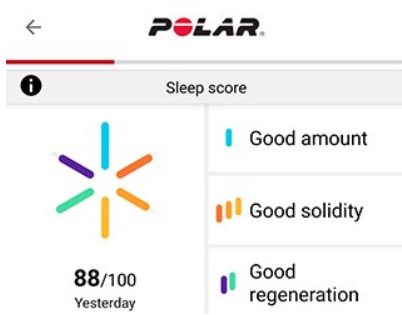 POLAR.
Sleep score
Good amount
Good solidity
Good
regeneration
88/100
Yesterday